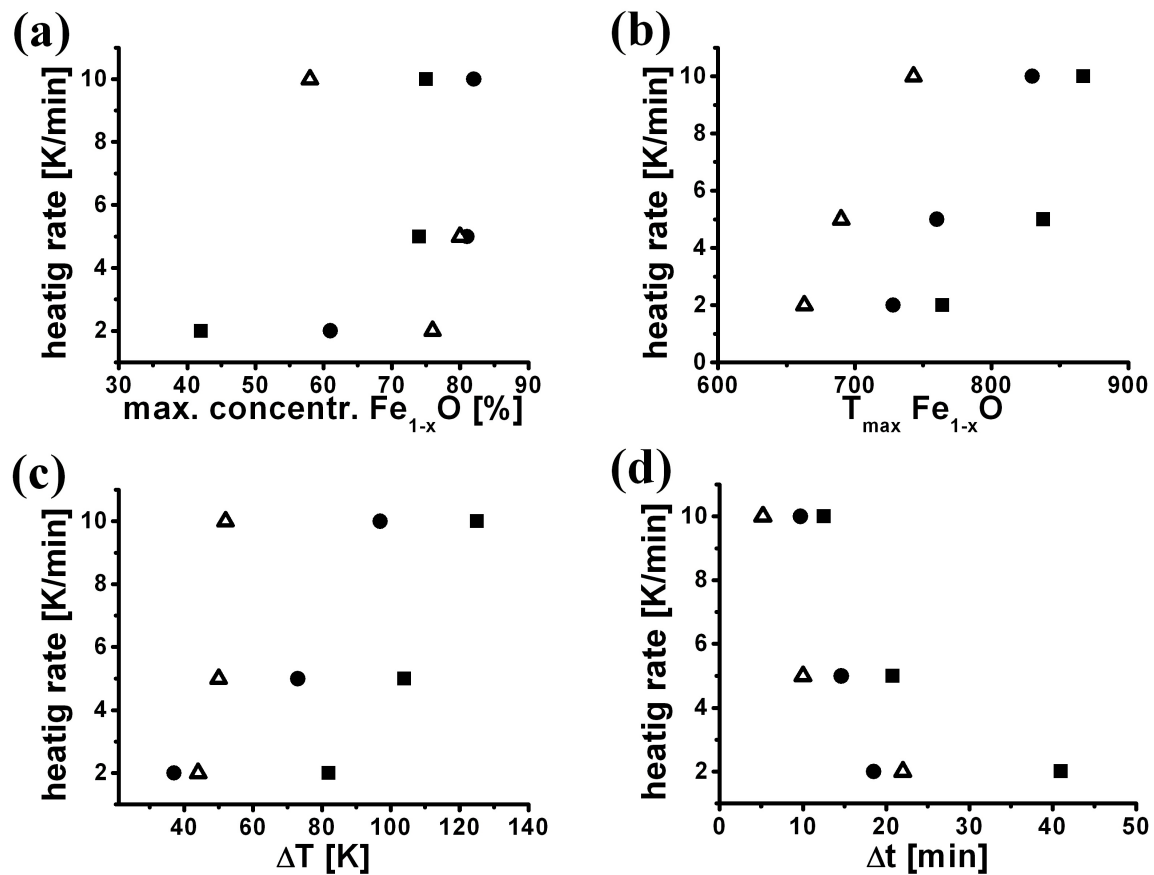 (a)
heatig rate [K/min]
10
8
6
4
2
30 40 50 60 70 80 90
max. concentr. Fe1-xO [%]
(b)
heatig rate [K/min]
10
8
6
4
2
0
600 700 800 900
Tmax Fe1-xO
(c)
heatig rate [K/min]
10
8
6
4
2
40 60 80 100 120 140
ΔT [K]
(d)
heatig rate [K/min]
10
8
6
4
2
0
0 10 20 30 40 50
Δt [min]